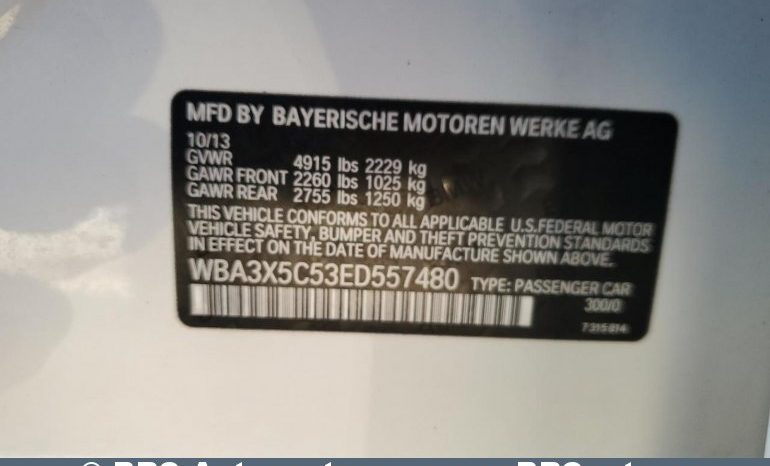 MFD BY BAYERISCHE MOTOREN WERKE AG
10/13
GVWR 4915 lbs 2229 kg
GAWR FRONT 2260 lbs 1025 kg
GAWR REAR 2755 lbs 1250 kg
THIS VEHICLE CONFORMS TO ALL APPLICABLE U.S.FEDERAL MOTOR
VEHICLE SAFETY, BUMPER AND THEFT PREVENTION STANDARDS
IN EFFECT ON THE DATE OF MANUFACTURE SHOWN ABOVE.
WBA3X5C53ED557480 TYPE: PASSENGER CAR
300/0
7315814